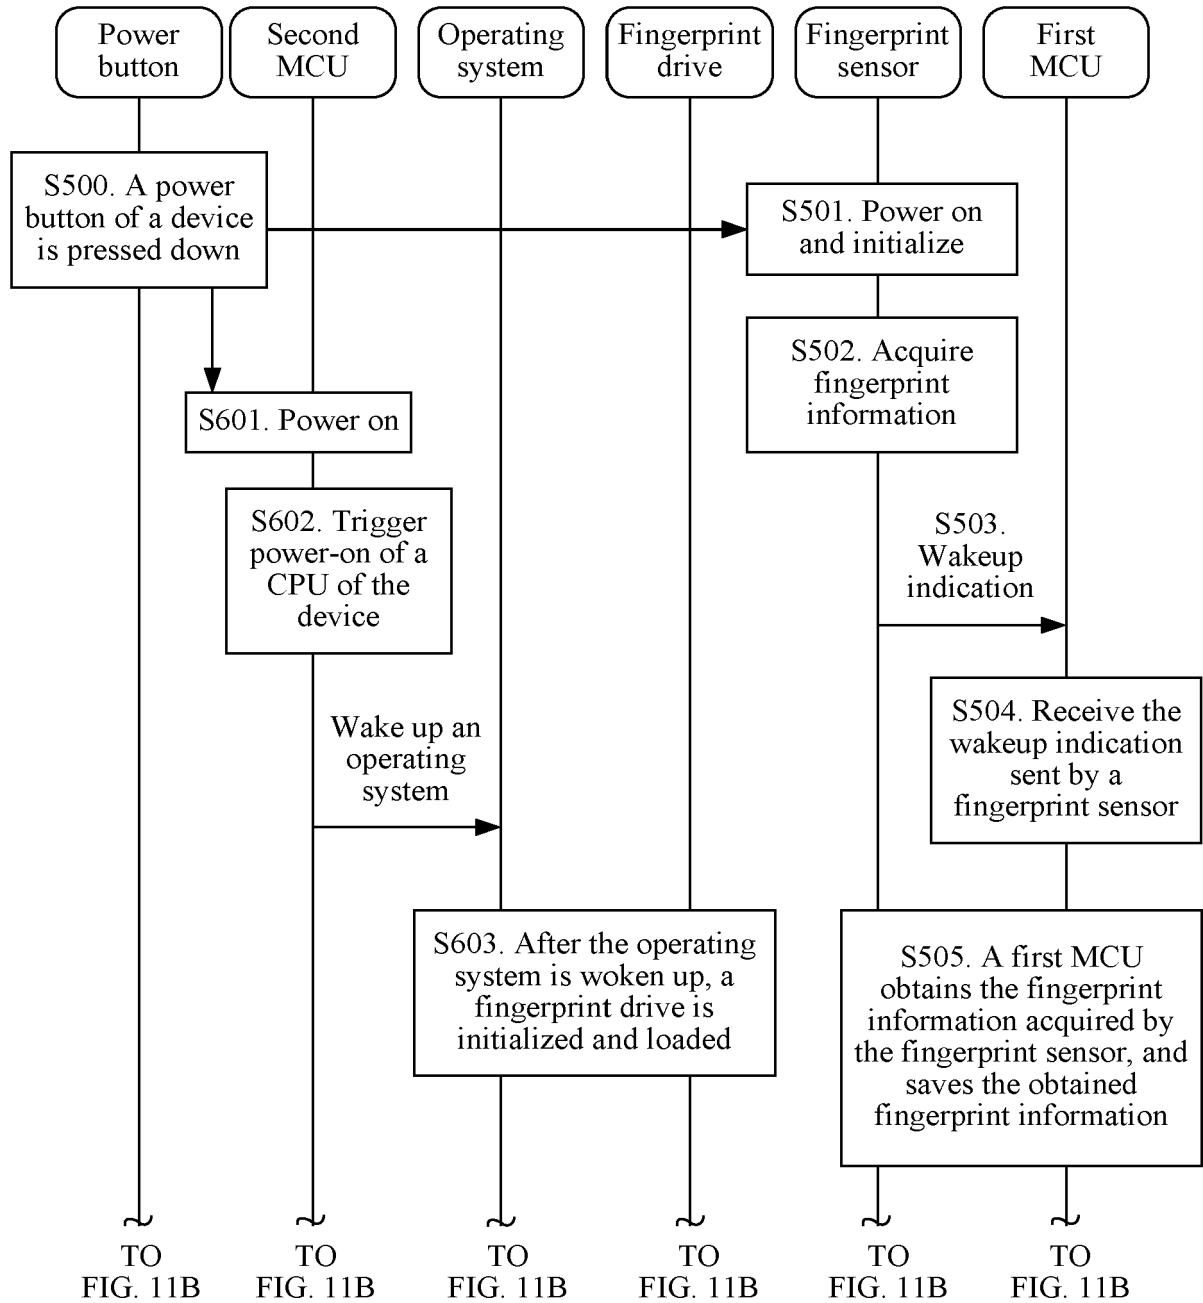 Power
button
Second
MCU
Operating
system
Fingerprint
drive
Fingerprint
sensor
First
MCU
S500. A power
button of a device
is pressed down
S501. Power on
and initialize
S502. Acquire
fingerprint
information
S601. Power on
S602. Trigger
power-on of a
CPU of the
device
S503.
Wakeup
indication
S504. Receive the
wakeup indication
sent by a
fingerprint sensor
Wake up an
operating
system
S603. After the operating
system is woken up, a
fingerprint drive is
initialized and loaded
S505. A first MCU
obtains the fingerprint
information acquired by
the fingerprint sensor, and
saves the obtained
fingerprint information
TO
FIG. 11B
TO
FIG. 11B
TO
FIG. 11B
TO
FIG. 11B
TO
FIG. 11B
TO
FIG. 11B